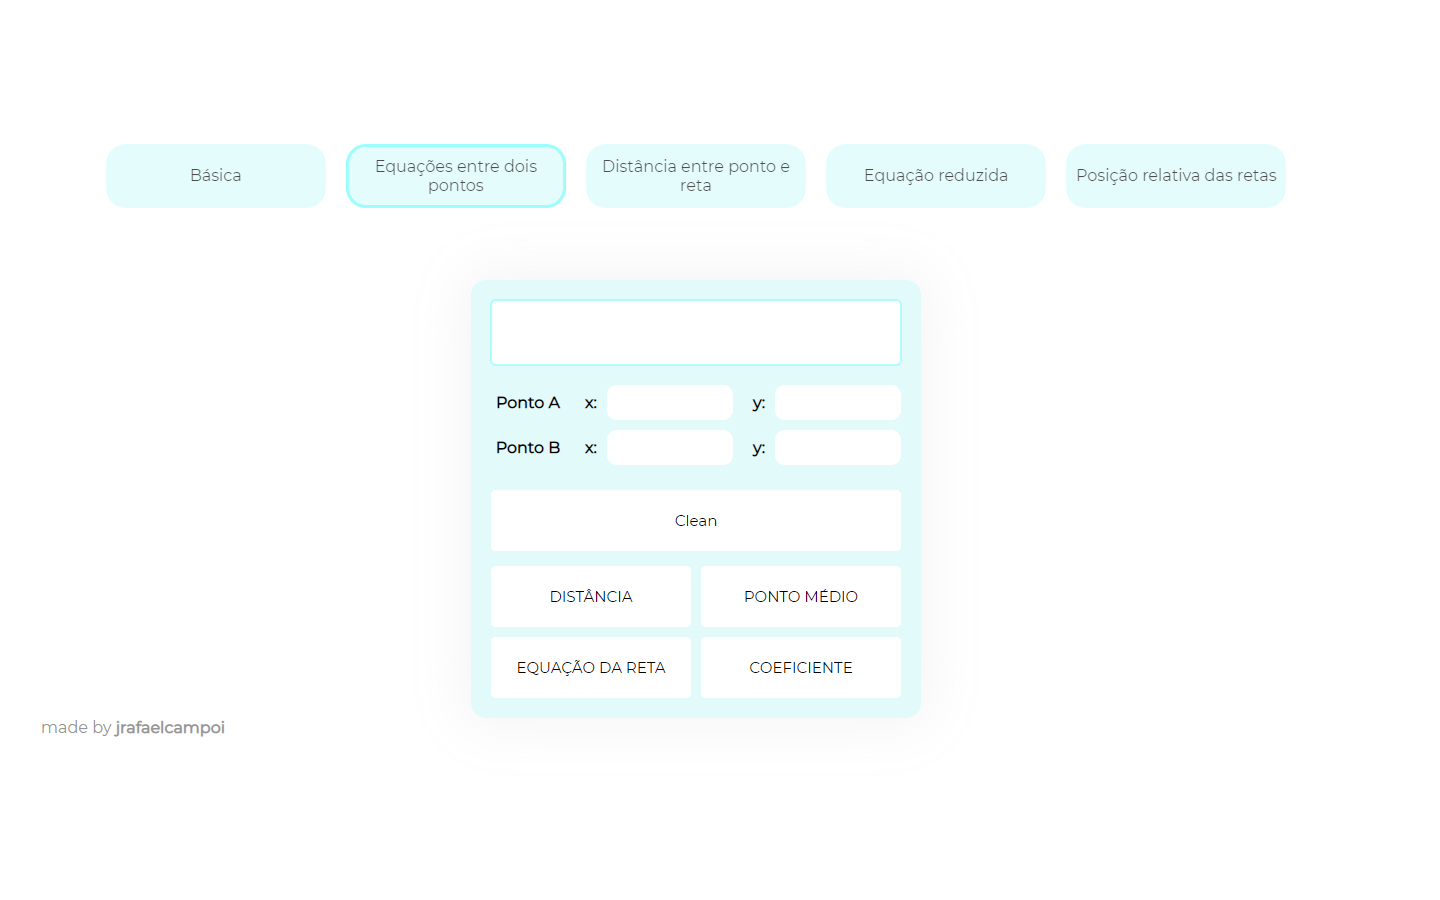 Básica
Equações entre dois
pontos
Distância entre ponto e
reta
Equação reduzida
Posição relativa das retas
Ponto A x: y:
Ponto B x: y:
Clean
DISTÂNCIA
PONTO MÉDIO
EQUAÇÃO DA RETA
COEFICIENTE
made by jrafaelcampoi